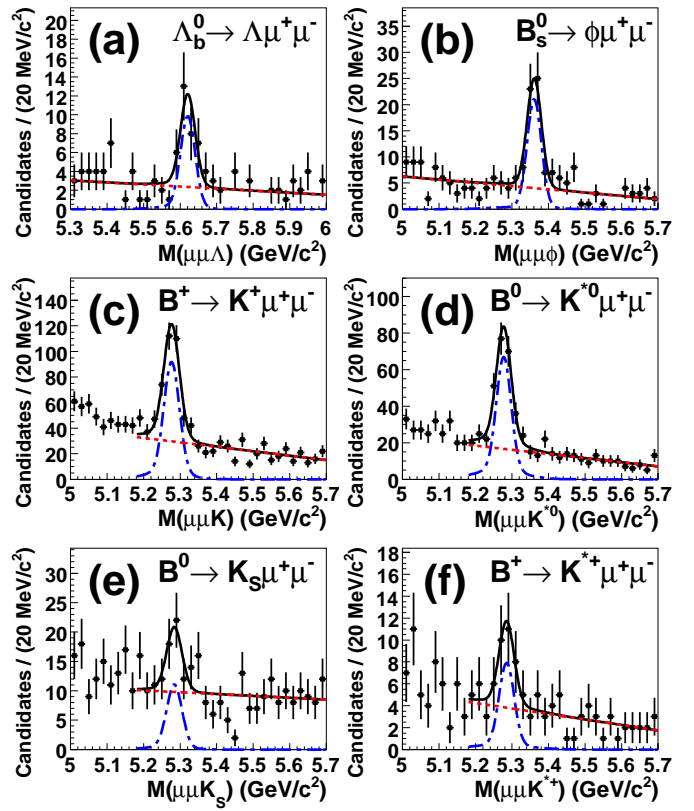 (a) Λb0 → Λμ+μ-
Candidates / (20 MeV/c2)
20
18
16
14
12
10
8
6
4
2
0
5.3 5.4 5.5 5.6 5.7 5.8 5.9 6
M(μμΛ) (GeV/c2)
(b) Bs0 → ϕμ+μ-
Candidates / (20 MeV/c2)
35
30
25
20
15
10
5
0
5 5.1 5.2 5.3 5.4 5.5 5.6 5.7
M(μμϕ) (GeV/c2)
(c) B+ → K+μ+μ-
Candidates / (20 MeV/c2)
140
120
100
80
60
40
20
0
5 5.1 5.2 5.3 5.4 5.5 5.6 5.7
M(μμK) (GeV/c2)
(d) B0 → K*0μ+μ-
Candidates / (20 MeV/c2)
100
80
60
40
20
0
5 5.1 5.2 5.3 5.4 5.5 5.6 5.7
M(μμK*0) (GeV/c2)
(e) B0 → KSμ+μ-
Candidates / (20 MeV/c2)
30
25
20
15
10
5
0
5 5.1 5.2 5.3 5.4 5.5 5.6 5.7
M(μμKS) (GeV/c2)
(f) B+ → K*+μ+μ-
Candidates / (20 MeV/c2)
18
16
14
12
10
8
6
4
2
0
5 5.1 5.2 5.3 5.4 5.5 5.6 5.7
M(μμK*+) (GeV/c2)